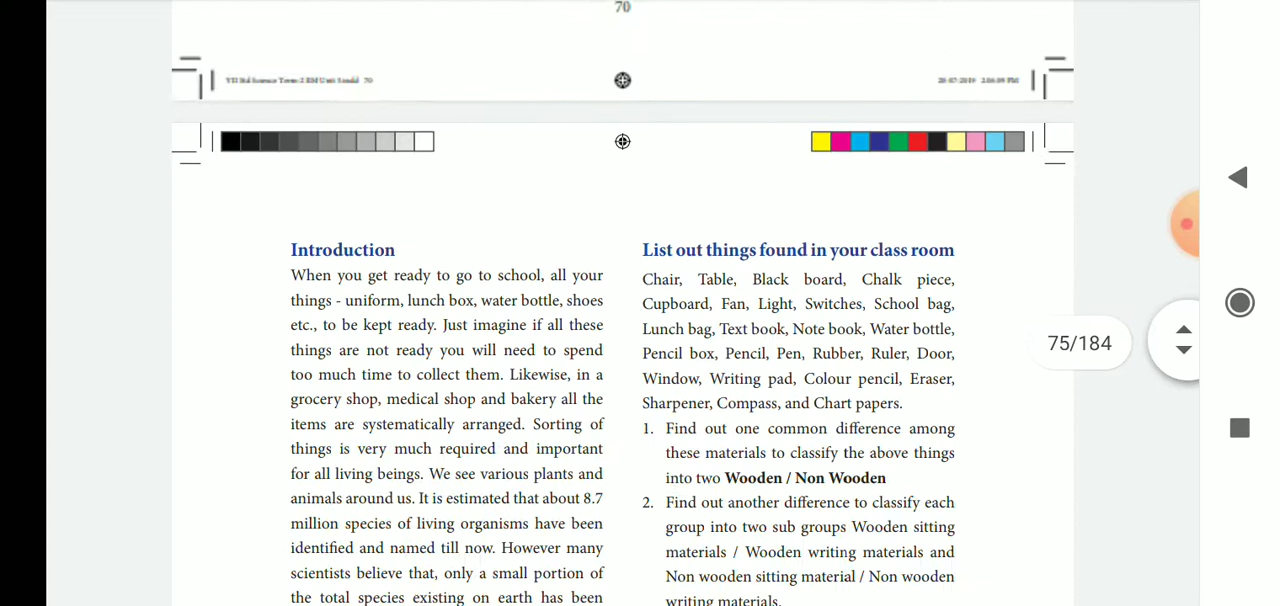 70
VII Std Science Term-2 EM Unit 5.indd 70
Introduction
When you get ready to go to school, all your
things - uniform, lunch box, water bottle, shoes
etc., to be kept ready. Just imagine if all these
things are not ready you will need to spend
too much time to collect them. Likewise, in a
grocery shop, medical shop and bakery all the
items are systematically arranged. Sorting of
things is very much required and important
for all living beings. We see various plants and
animals around us. It is estimated that about 8.7
million species of living organisms have been
identified and named till now. However many
scientists believe that, only a small portion of
the total species existing on earth has been
List out things found in your class room
Chair, Table, Black board, Chalk piece,
Cupboard, Fan, Light, Switches, School bag,
Lunch bag, Text book, Note book, Water bottle,
Pencil box, Pencil, Pen, Rubber, Ruler, Door,
Window, Writing pad, Colour pencil, Eraser,
Sharpener, Compass, and Chart papers.
1. Find out one common difference among
these materials to classify the above things
into two Wooden / Non Wooden
2. Find out another difference to classify each
group into two sub groups Wooden sitting
materials / Wooden writing materials and
Non wooden sitting material / Non wooden
writing materials.
75/184